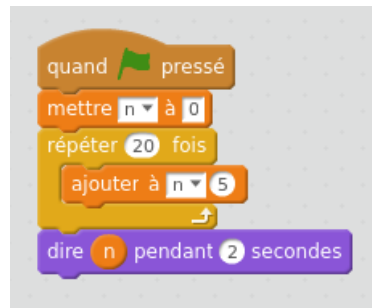 quand pressé
mettre n à 0
répéter 20 fois
ajouter à n 5
dire n pendant 2 secondes